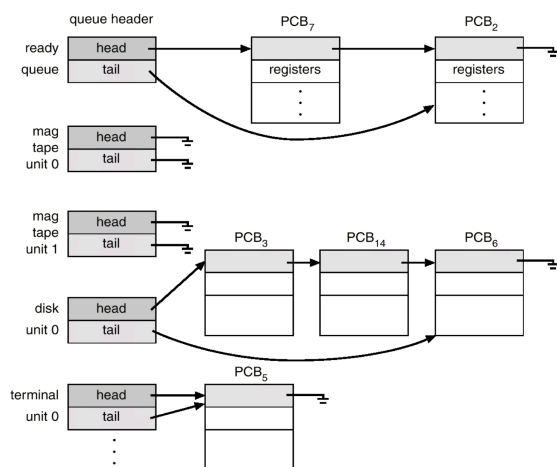 queue header PCB7 PCB2
ready head
queue tail registers registers
mag head
tape
unit 0 tail
mag head
tape
unit 1 tail
PCB3 PCB14 PCB6
disk head
unit 0 tail
PCB5
terminal head
unit 0 tail